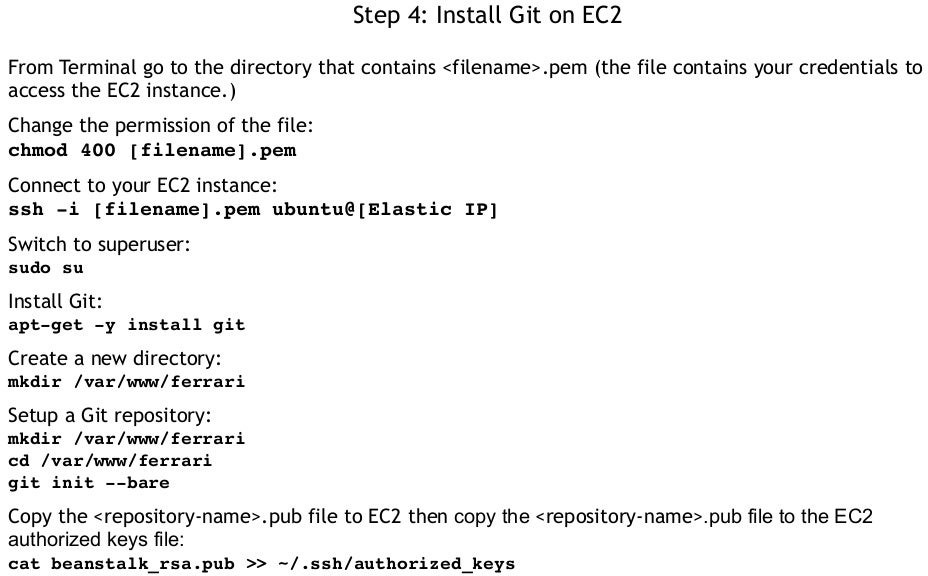 Step 4: Install Git on EC2
From Terminal go to the directory that contains <filename>.pem (the file contains your credentials to
access the EC2 instance.)
Change the permission of the file:
chmod 400 [filename].pem
Connect to your EC2 instance:
ssh -i [filename].pem ubuntu@[Elastic IP]
Switch to superuser:
sudo su
Install Git:
apt-get -y install git
Create a new directory:
mkdir /var/www/ferrari
Setup a Git repository:
mkdir /var/www/ferrari
cd /var/www/ferrari
git init --bare
Copy the <repository-name>.pub file to EC2 then copy the <repository-name>.pub file to the EC2
authorized keys file:
cat beanstalk_rsa.pub >> ~/.ssh/authorized_keys